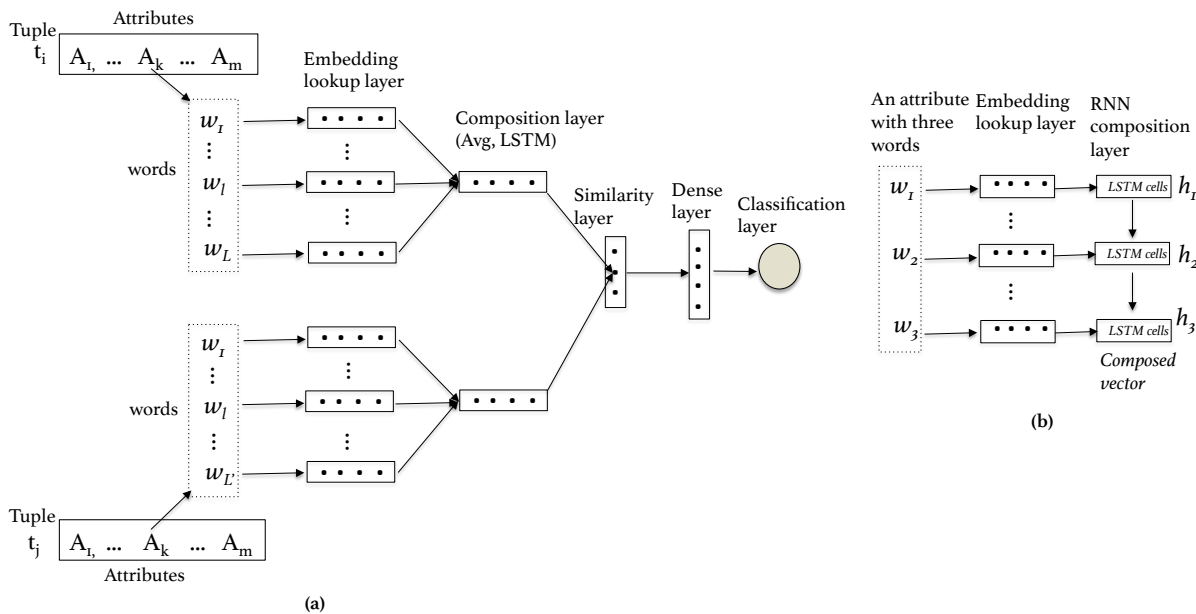 Attributes
Tuple
t_i
A_1, ... A_k ... A_m
words
w_1
w_l
w_L
Embedding
lookup layer
Composition layer
(Avg, LSTM)
Similarity
layer
Dense
layer
Classification
layer
words
w_1
w_l
w_L'
Tuple
t_j
A_1, ... A_k ... A_m
Attributes
(a)
An attribute
with three
words
Embedding
lookup layer
RNN
composition
layer
w_1
LSTM cells
h_1
w_2
LSTM cells
h_2
w_3
LSTM cells
h_3
Composed
vector
(b)